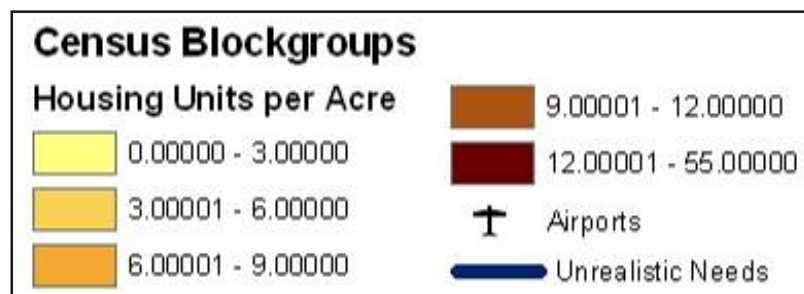 Census Blockgroups
Housing Units per Acre
0.00000 - 3.00000
3.00001 - 6.00000
6.00001 - 9.00000
9.00001 - 12.00000
12.00001 - 55.00000
Airports
Unrealistic Needs